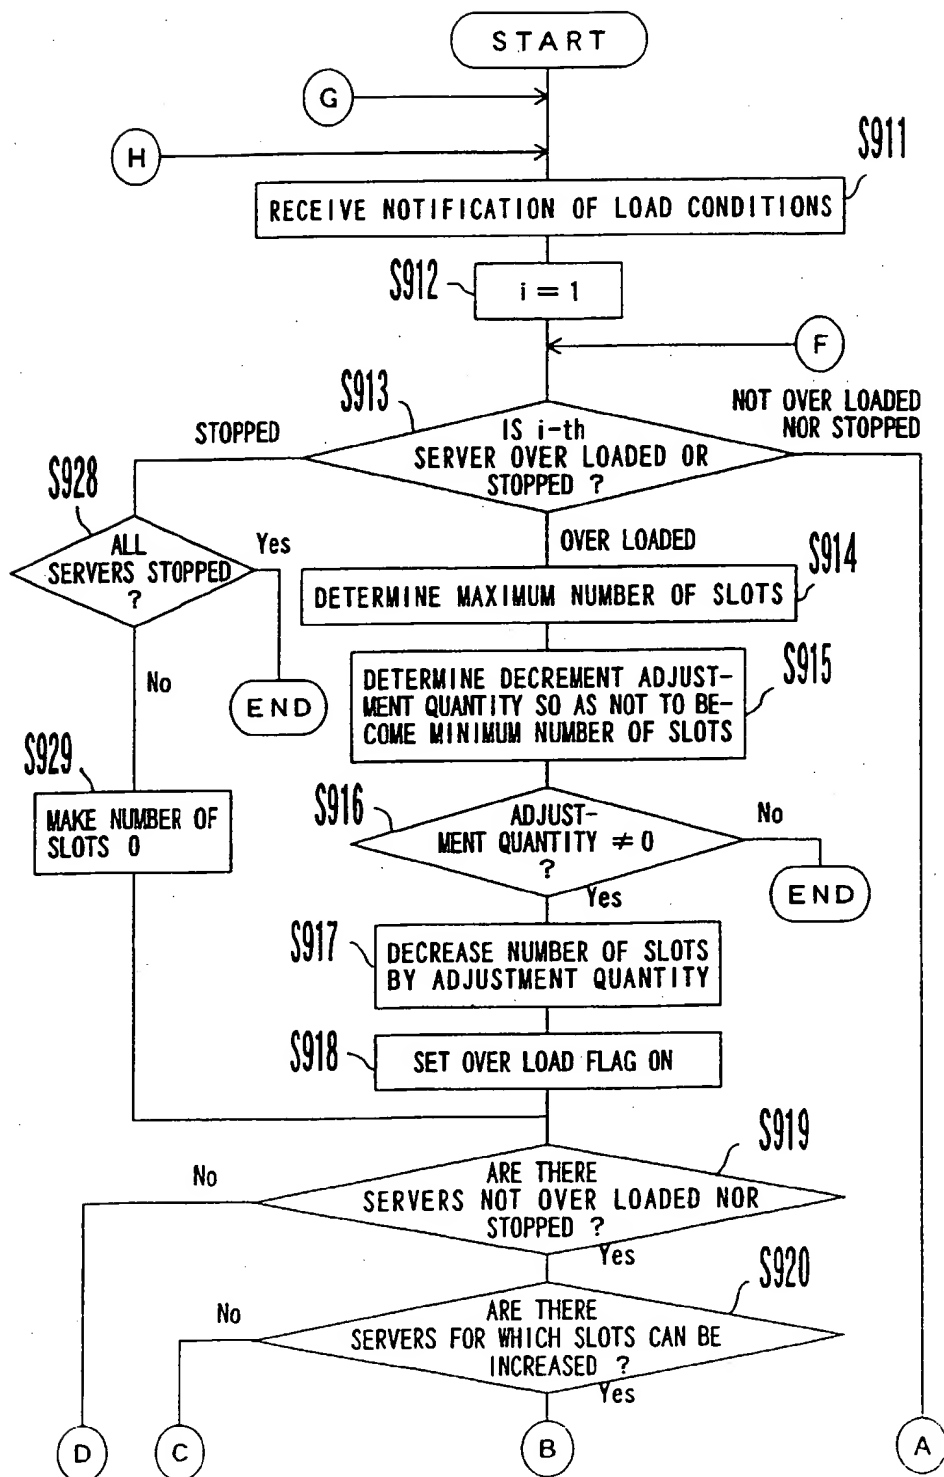 START
G
H
S911
RECEIVE NOTIFICATION OF LOAD CONDITIONS
S912
i = 1
F
S913
STOPPED
IS i-th
SERVER OVER LOADED OR
STOPPED ?
NOT OVER LOADED
NOR STOPPED
S928
ALL
SERVERS STOPPED
?
Yes
OVER LOADED
S914
DETERMINE MAXIMUM NUMBER OF SLOTS
No
END
S915
DETERMINE DECREMENT ADJUST-
MENT QUANTITY SO AS NOT TO BE-
COME MINIMUM NUMBER OF SLOTS
S929
MAKE NUMBER OF
SLOTS 0
S916
ADJUST-
MENT QUANTITY ≠ 0
?
No
END
Yes
S917
DECREASE NUMBER OF SLOTS
BY ADJUSTMENT QUANTITY
S918
SET OVER LOAD FLAG ON
S919
No
ARE THERE
SERVERS NOT OVER LOADED NOR
STOPPED ?
Yes
S920
No
ARE THERE
SERVERS FOR WHICH SLOTS CAN BE
INCREASED ?
Yes
D
C
B
A